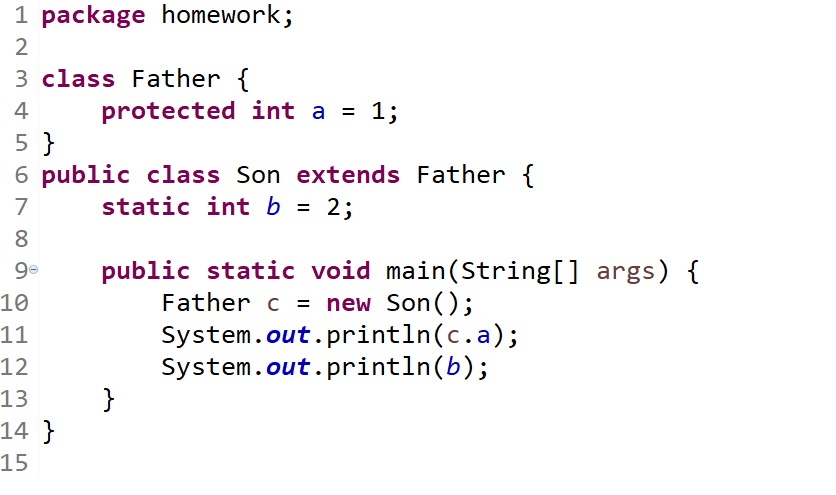 1 package homework;
2
3 class Father {
4     protected int a = 1;
5 }
6 public class Son extends Father {
7     static int b = 2;
8
9     public static void main(String[] args) {
10         Father c = new Son();
11         System.out.println(c.a);
12         System.out.println(b);
13     }
14 }
15